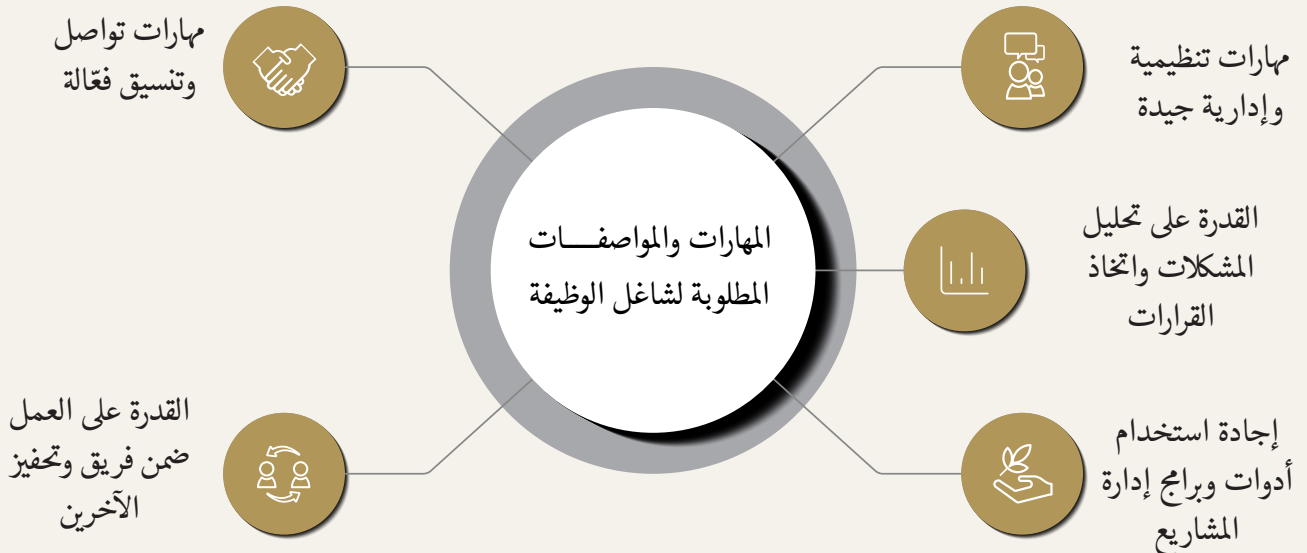 المهارات والمواصفـــات
المطلوبة لشاغل الوظيفة
مهارات تنظيمية
وإدارية جيدة
القدرة على تحليل
المشكلات واتخاذ
القرارات
إجادة استخدام
أدوات وبرامج إدارة
المشاريع
مهارات تواصل
وتنسيق فعّالة
القدرة على العمل
ضمن فريق وتحفيز
الآخرين